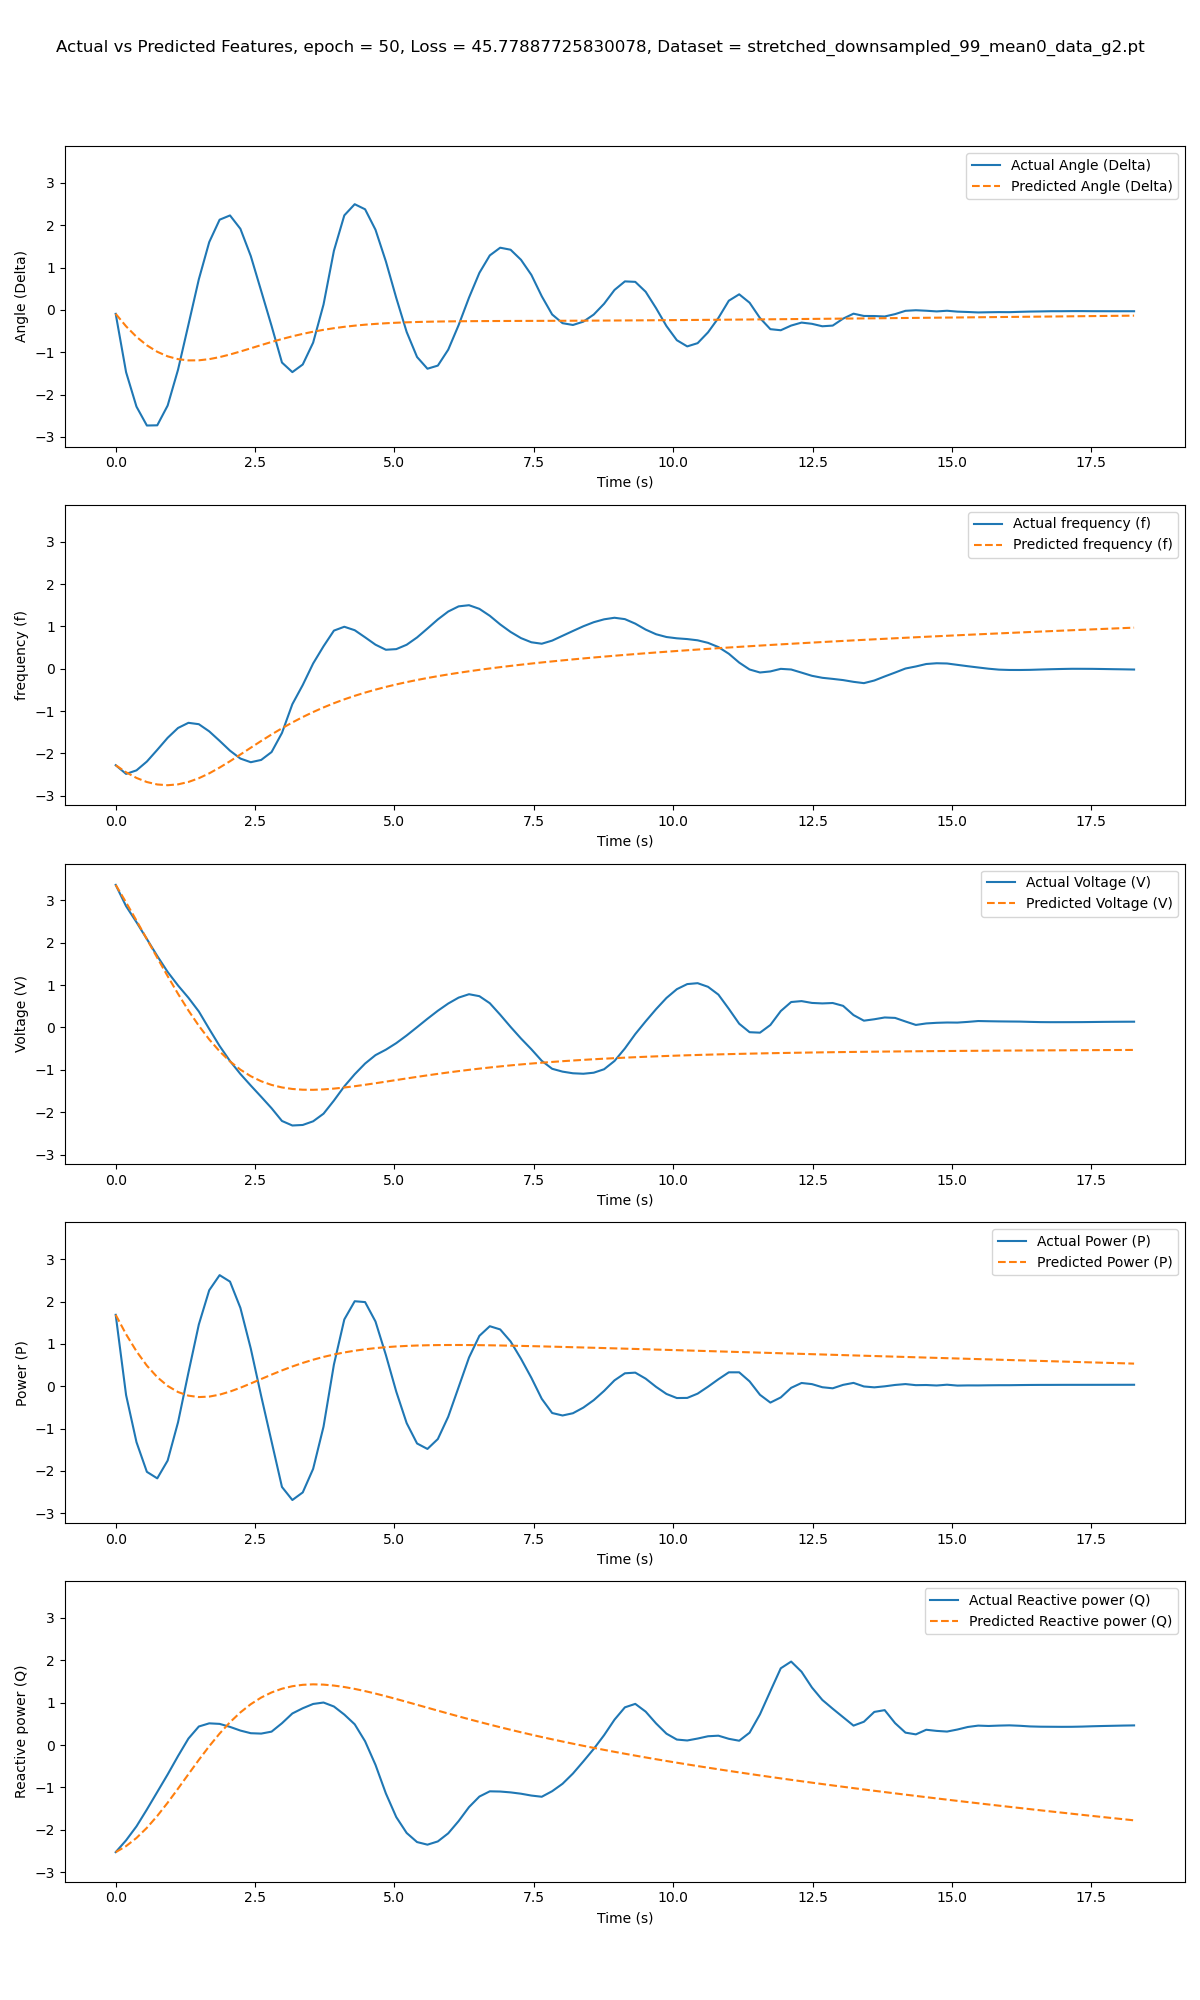 Actual vs Predicted Features, epoch = 50, Loss = 45.77887725830078, Dataset = stretched_downsampled_99_mean0_data_g2.pt
Actual Angle (Delta)
Predicted Angle (Delta)
Angle (Delta)
3
2
1
0
−1
−2
−3
0.0 2.5 5.0 7.5 10.0 12.5 15.0 17.5
Time (s)
Actual frequency (f)
Predicted frequency (f)
frequency (f)
3
2
1
0
−1
−2
−3
0.0 2.5 5.0 7.5 10.0 12.5 15.0 17.5
Time (s)
Actual Voltage (V)
Predicted Voltage (V)
Voltage (V)
3
2
1
0
−1
−2
−3
0.0 2.5 5.0 7.5 10.0 12.5 15.0 17.5
Time (s)
Actual Power (P)
Predicted Power (P)
Power (P)
3
2
1
0
−1
−2
−3
0.0 2.5 5.0 7.5 10.0 12.5 15.0 17.5
Time (s)
Actual Reactive power (Q)
Predicted Reactive power (Q)
Reactive power (Q)
3
2
1
0
−1
−2
−3
0.0 2.5 5.0 7.5 10.0 12.5 15.0 17.5
Time (s)